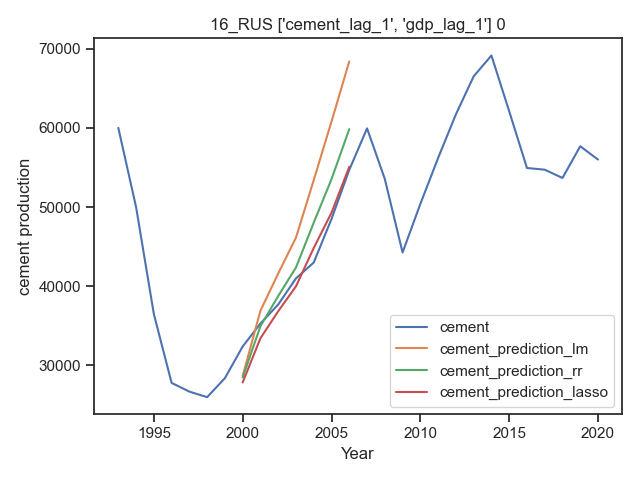 16_RUS ['cement_lag_1', 'gdp_lag_1'] 0
70000
60000
50000
40000
30000
cement production
cement
cement_prediction_lm
cement_prediction_rr
cement_prediction_lasso
1995 2000 2005 2010 2015 2020
Year